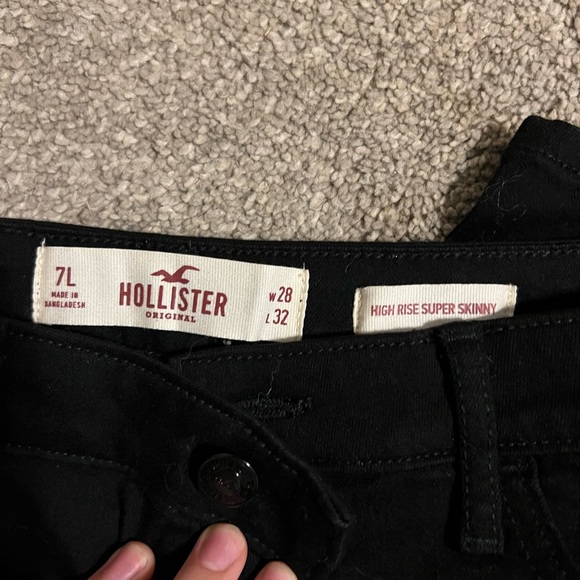 7L
MADE IN
BANGLADESH
HOLLISTER
ORIGINAL
W 28
L 32
HIGH RISE SUPER SKINNY